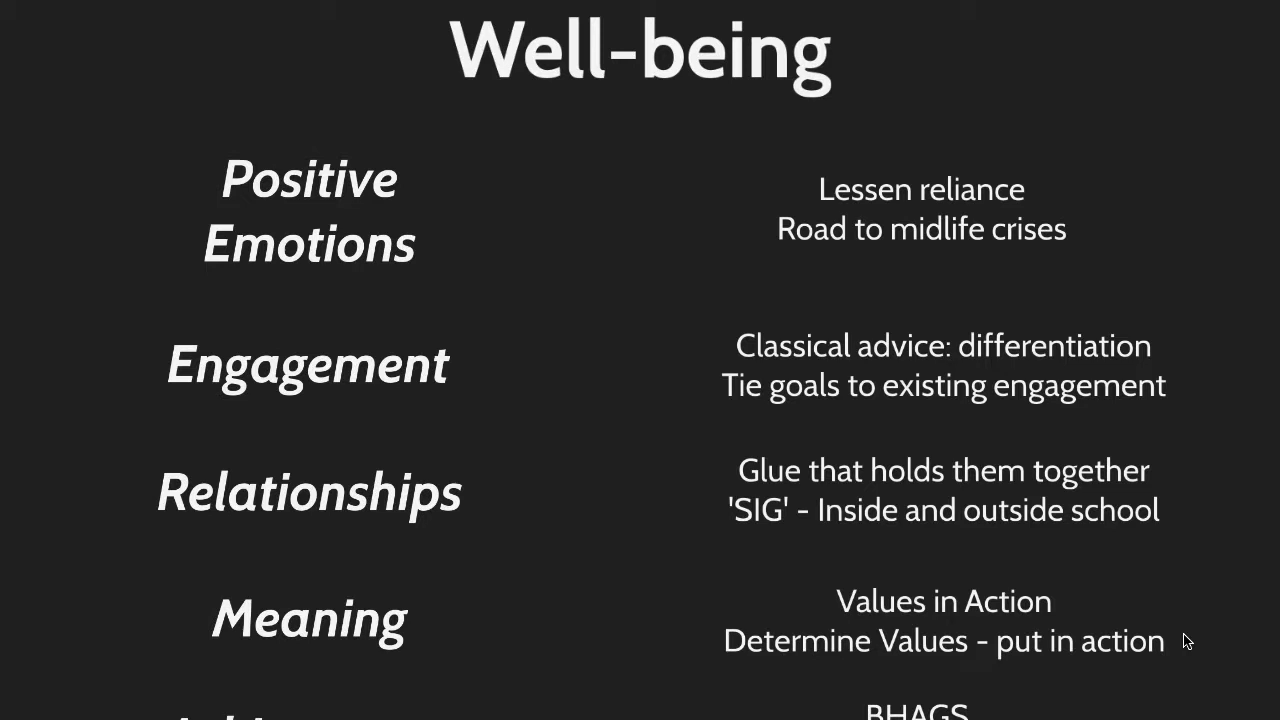 Well-being
Positive
Emotions
Lessen reliance
Road to midlife crises
Engagement
Classical advice: differentiation
Tie goals to existing engagement
Relationships
Glue that holds them together
'SIG' - Inside and outside school
Meaning
Values in Action
Determine Values - put in action
BHAGS